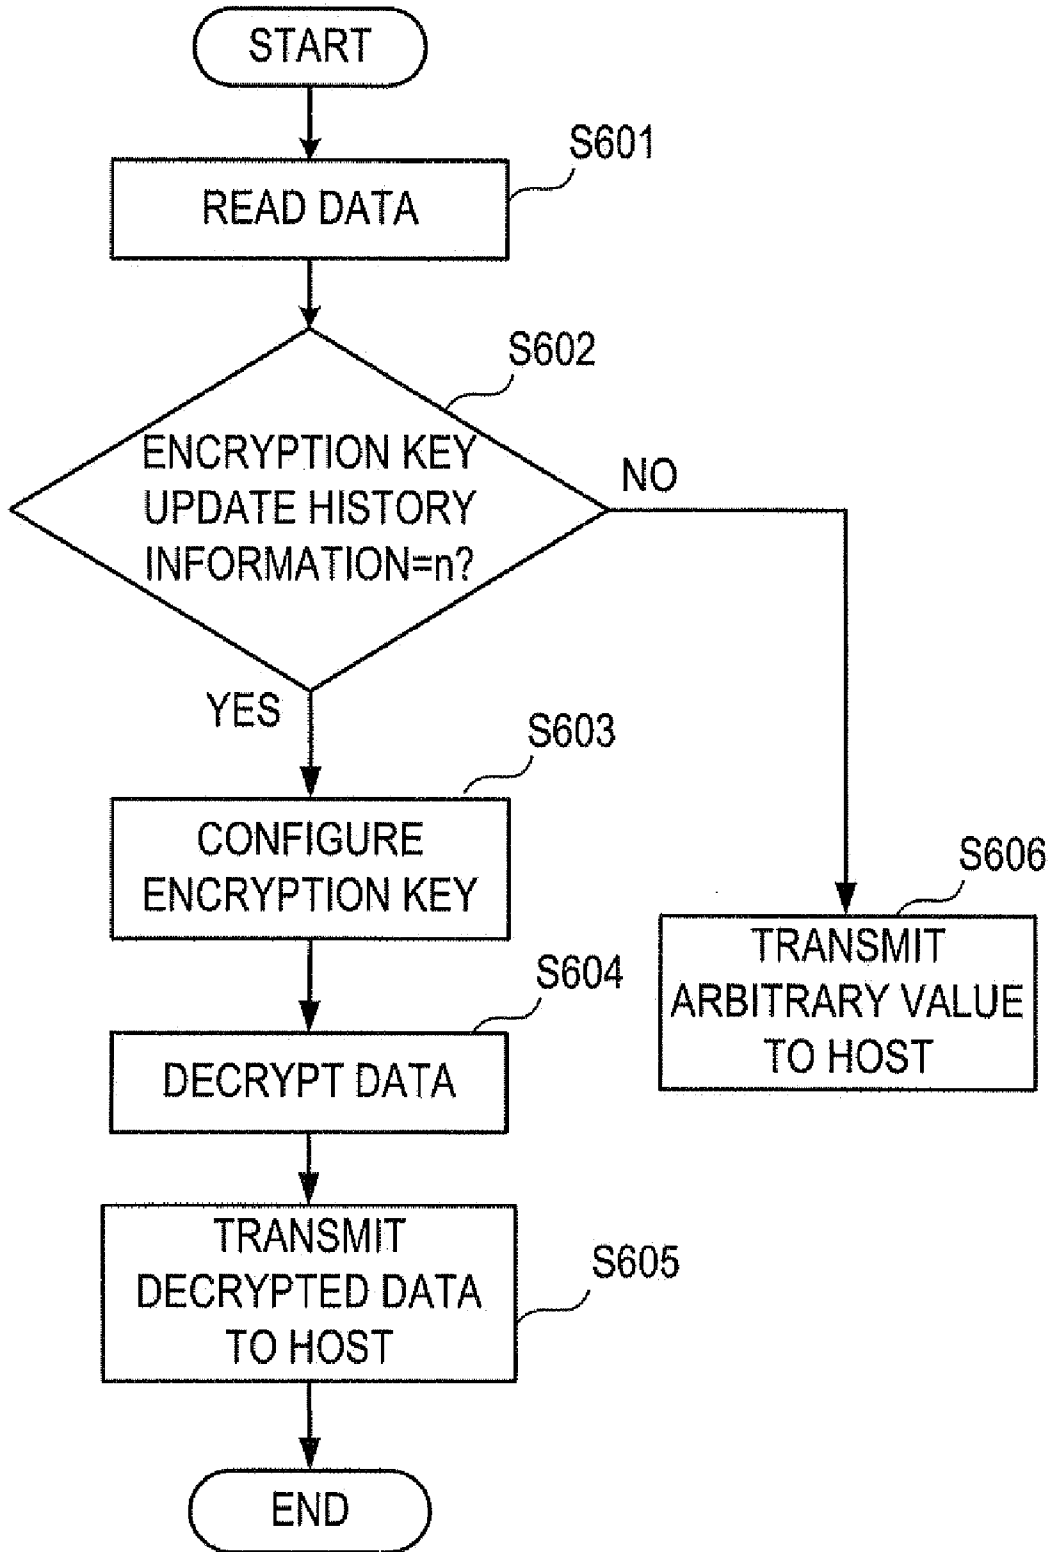 START
S601
READ DATA
S602
ENCRYPTION KEY
UPDATE HISTORY
INFORMATION=n?
NO
YES
S603
CONFIGURE
ENCRYPTION KEY
S606
TRANSMIT
ARBITRARY VALUE
TO HOST
S604
DECRYPT DATA
S605
TRANSMIT
DECRYPTED DATA
TO HOST
END